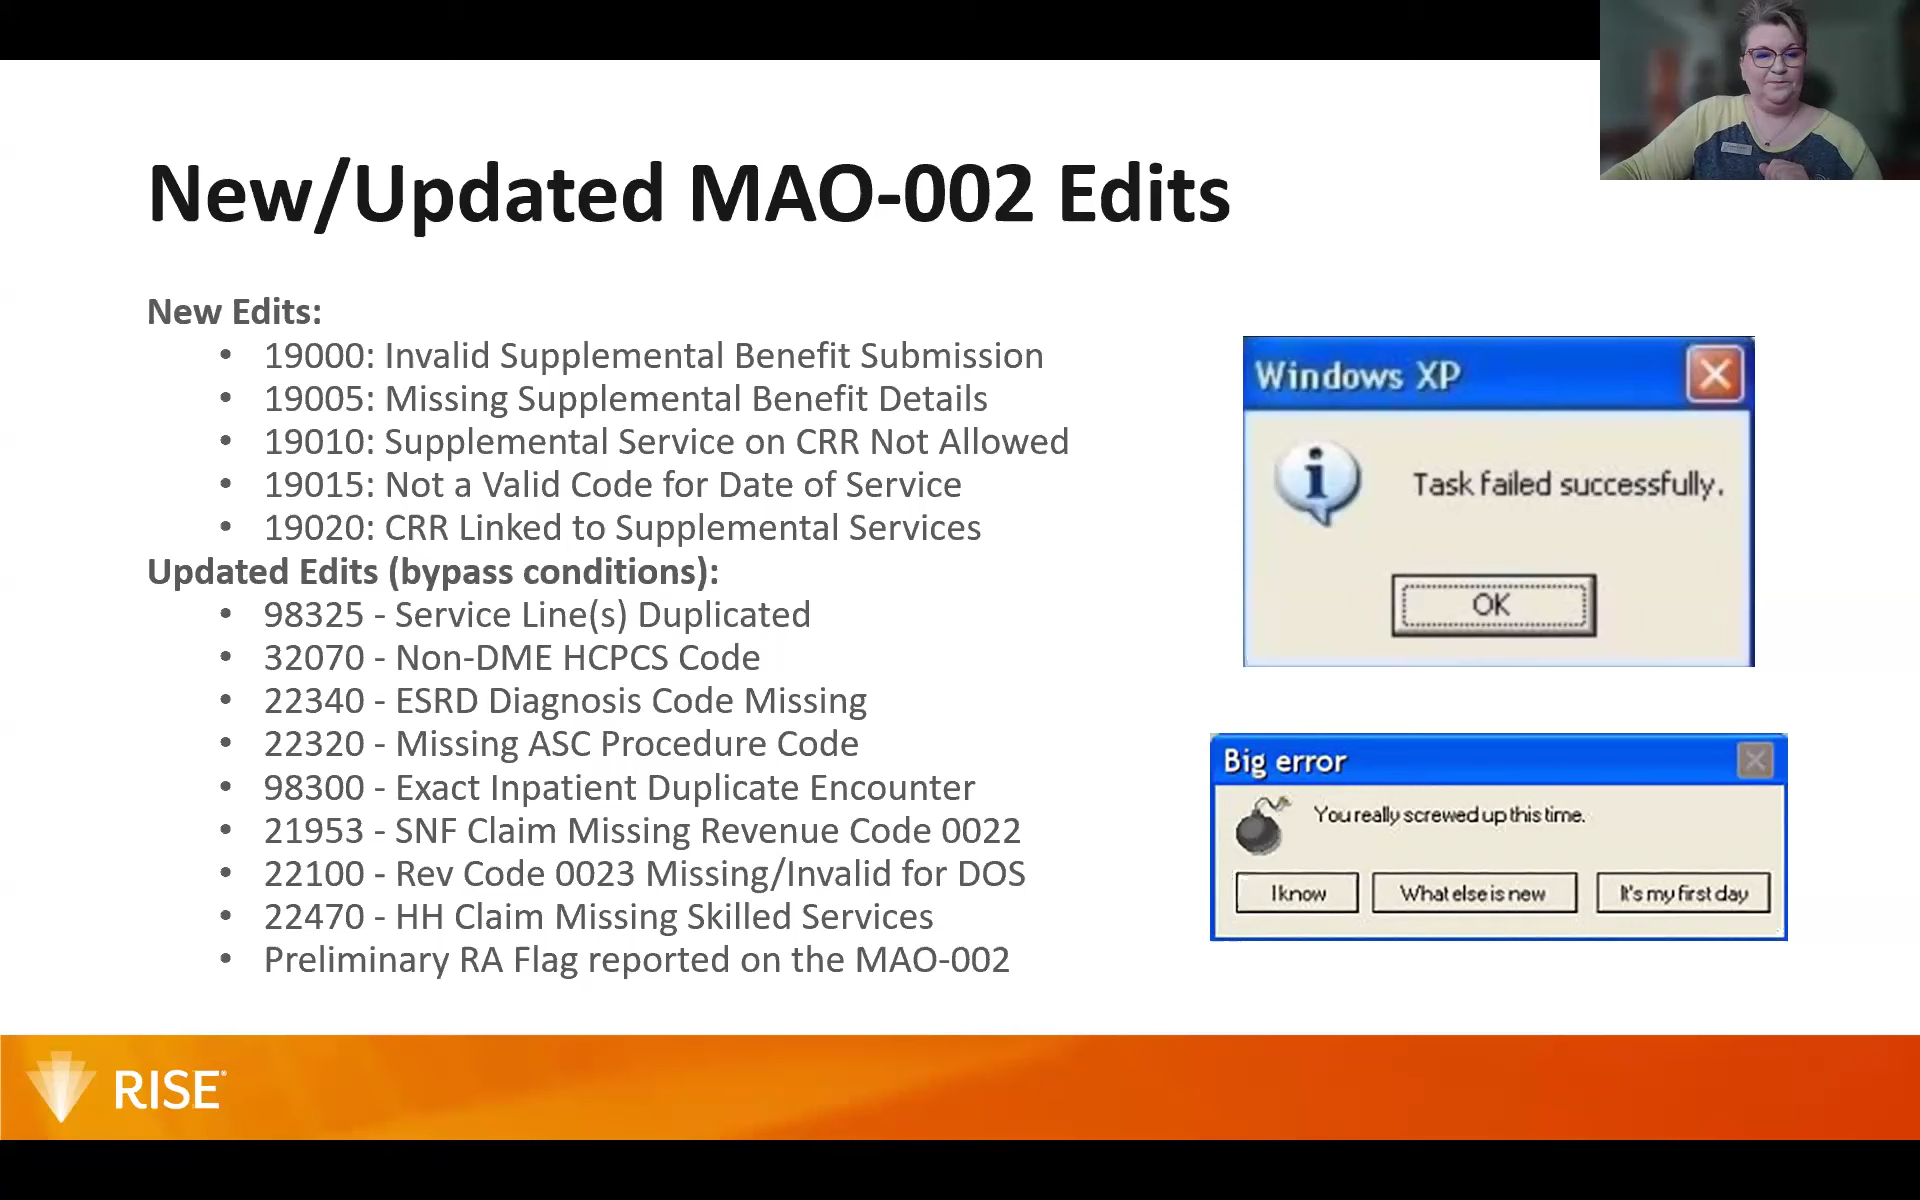 New/Updated MAO-002 Edits
New Edits:
• 19000: Invalid Supplemental Benefit Submission
• 19005: Missing Supplemental Benefit Details
• 19010: Supplemental Service on CRR Not Allowed
• 19015: Not a Valid Code for Date of Service
• 19020: CRR Linked to Supplemental Services
Updated Edits (bypass conditions):
• 98325 - Service Line(s) Duplicated
• 32070 - Non-DME HCPCS Code
• 22340 - ESRD Diagnosis Code Missing
• 22320 - Missing ASC Procedure Code
• 98300 - Exact Inpatient Duplicate Encounter
• 21953 - SNF Claim Missing Revenue Code 0022
• 22100 - Rev Code 0023 Missing/Invalid for DOS
• 22470 - HH Claim Missing Skilled Services
• Preliminary RA Flag reported on the MAO-002
Windows XP
Task failed successfully.
OK
Big error
You really screwed up this time.
I know
What else is new
It's my first day
RISE